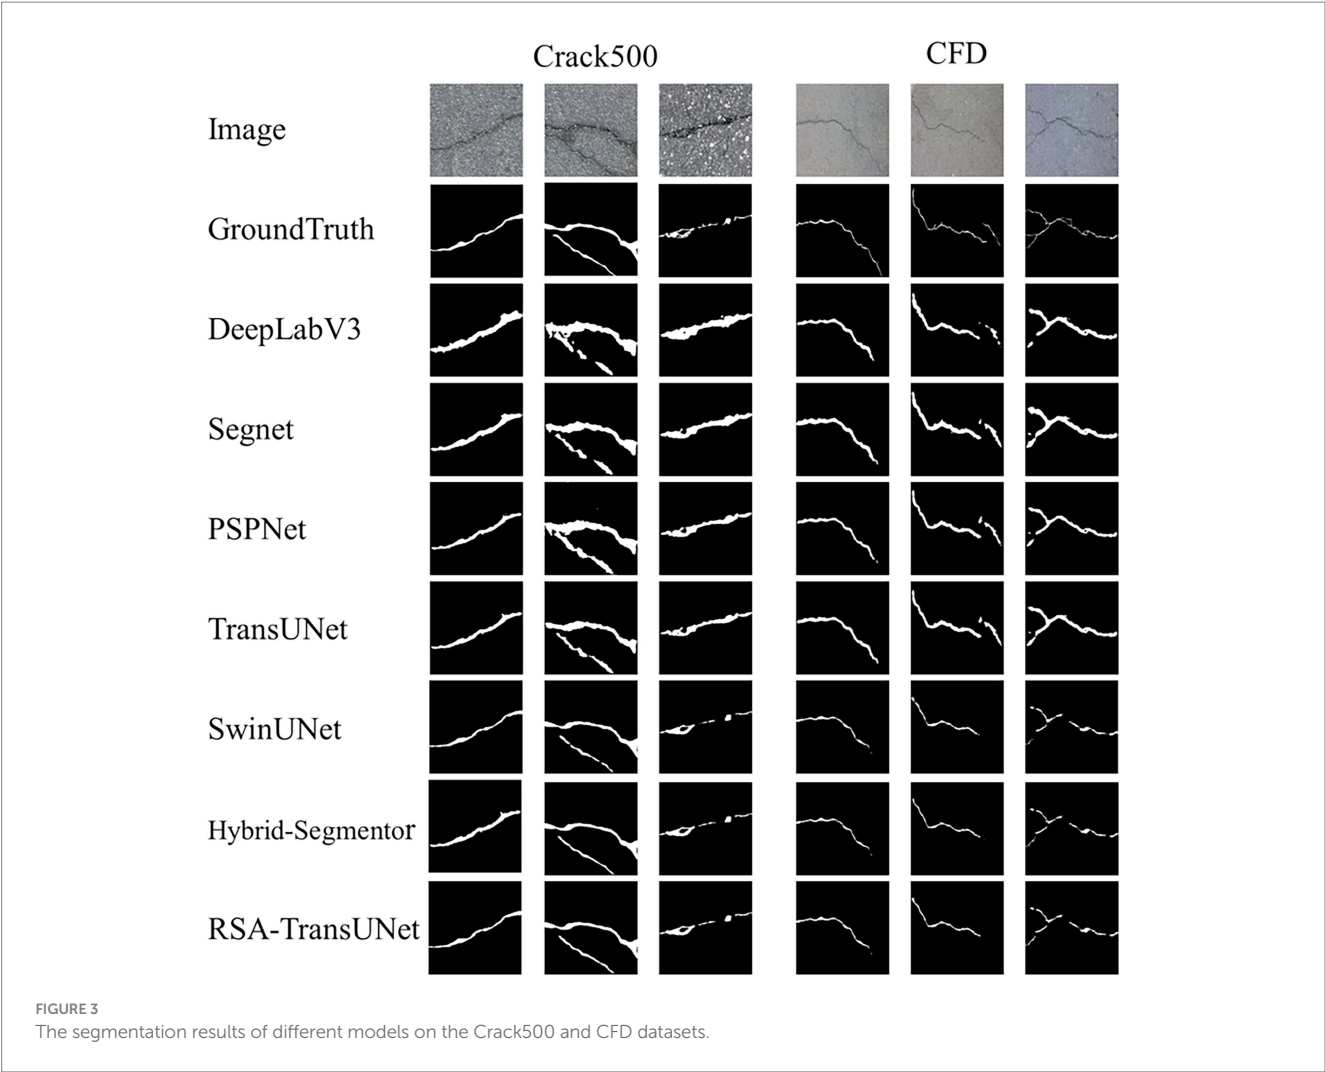 Crack500 CFD
Image
GroundTruth
DeepLabV3
Segnet
PSPNet
TransUNet
SwinUNet
Hybrid-Segmentor
RSA-TransUNet
FIGURE 3
The segmentation results of different models on the Crack500 and CFD datasets.